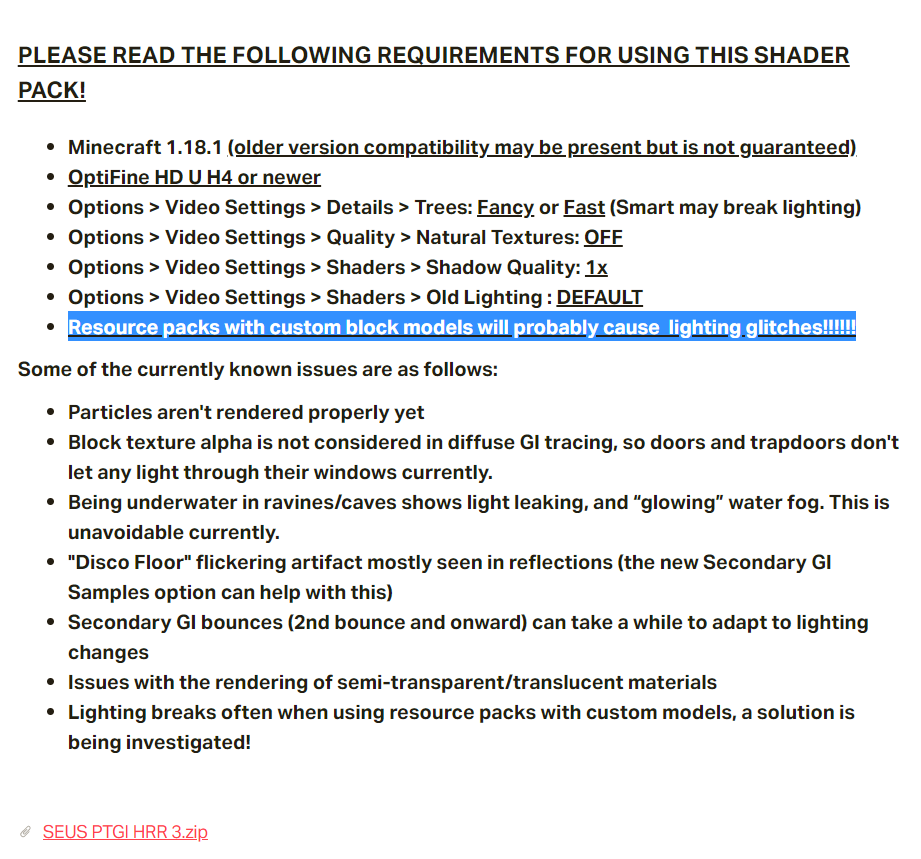 PLEASE READ THE FOLLOWING REQUIREMENTS FOR USING THIS SHADER
PACK!
Minecraft 1.18.1 (older version compatibility may be present but is not guaranteed)
OptiFine HD U H4 or newer
Options > Video Settings > Details > Trees: Fancy or Fast (Smart may break lighting)
Options > Video Settings > Quality > Natural Textures: OFF
Options > Video Settings > Shaders > Shadow Quality: 1x
Options > Video Settings > Shaders > Old Lighting : DEFAULT
Resource packs with custom block models will probably cause  lighting glitches!!!!!!
Some of the currently known issues are as follows:
Particles aren't rendered properly yet
Block texture alpha is not considered in diffuse GI tracing, so doors and trapdoors don't
let any light through their windows currently.
Being underwater in ravines/caves shows light leaking, and “glowing” water fog. This is
unavoidable currently.
"Disco Floor" flickering artifact mostly seen in reflections (the new Secondary GI
Samples option can help with this)
Secondary GI bounces (2nd bounce and onward) can take a while to adapt to lighting
changes
Issues with the rendering of semi-transparent/translucent materials
Lighting breaks often when using resource packs with custom models, a solution is
being investigated!
SEUS PTGI HRR 3.zip